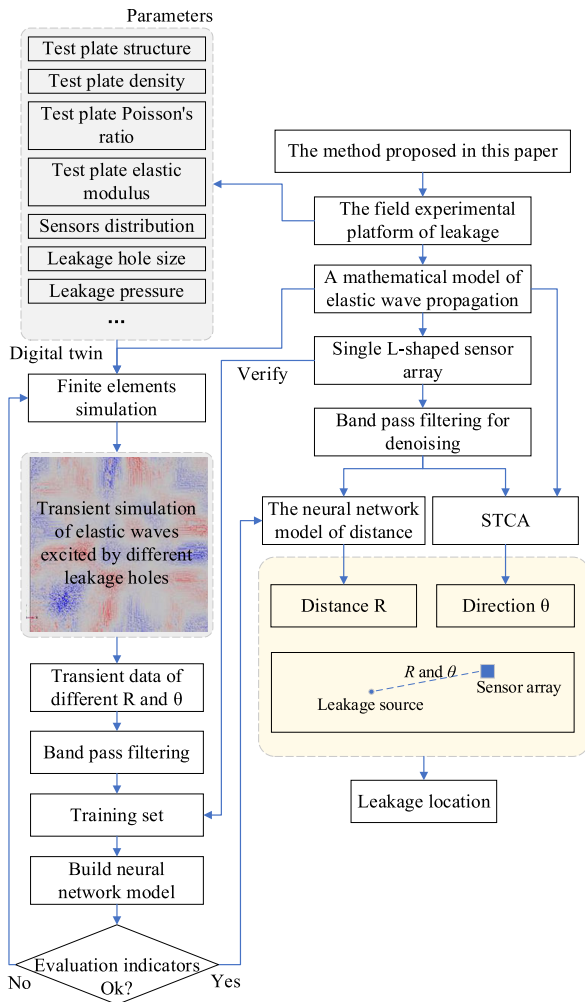 Parameters
Test plate structure
Test plate density
Test plate Poisson's
ratio
Test plate elastic
modulus
Sensors distribution
Leakage hole size
Leakage pressure
...
Digital twin
Finite elements
simulation
Transient simulation
of elastic waves
excited by different
leakage holes
Transient data of
different R and θ
Band pass filtering
Training set
Build neural
network model
Evaluation indicators
Ok?
No
Yes
The method proposed in this paper
The field experimental
platform of leakage
A mathematical model of
elastic wave propagation
Verify
Single L-shaped sensor
array
Band pass filtering for
denoising
The neural network
model of distance
STCA
Distance R
Direction θ
R and θ
Sensor array
Leakage source
Leakage location